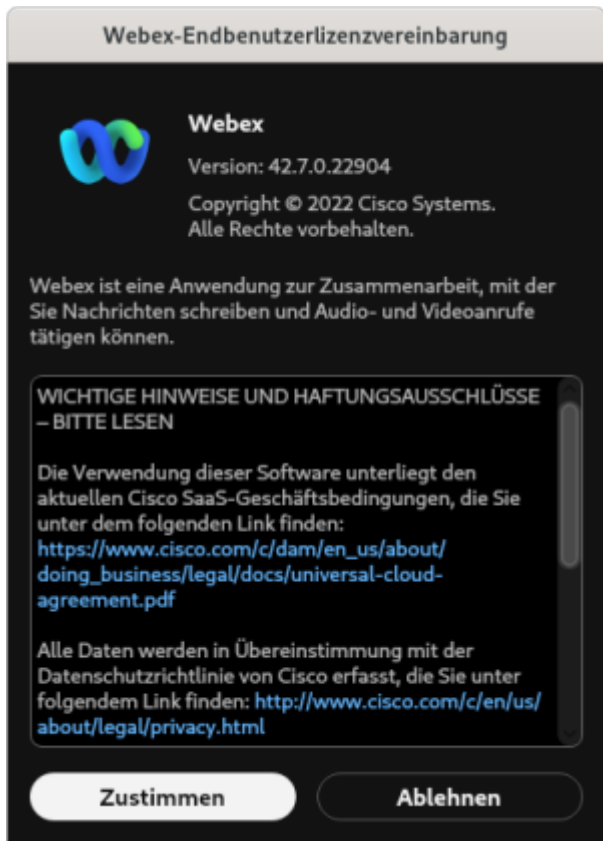 Webex-Endbenutzerlizenzvereinbarung
Webex
Version: 42.7.0.22904
Copyright © 2022 Cisco Systems.
Alle Rechte vorbehalten.
Webex ist eine Anwendung zur Zusammenarbeit, mit der
Sie Nachrichten schreiben und Audio- und Videoanrufe
tätigen können.
WICHTIGE HINWEISE UND HAFTUNGSAUSSCHLÜSSE
– BITTE LESEN
Die Verwendung dieser Software unterliegt den
aktuellen Cisco SaaS-Geschäftsbedingungen, die Sie
unter dem folgenden Link finden:
https://www.cisco.com/c/dam/en_us/about/
doing_business/legal/docs/universal-cloud-
agreement.pdf
Alle Daten werden in Übereinstimmung mit der
Datenschutzrichtlinie von Cisco erfasst, die Sie unter
folgendem Link finden: http://www.cisco.com/c/en/us/
about/legal/privacy.html
Zustimmen
Ablehnen